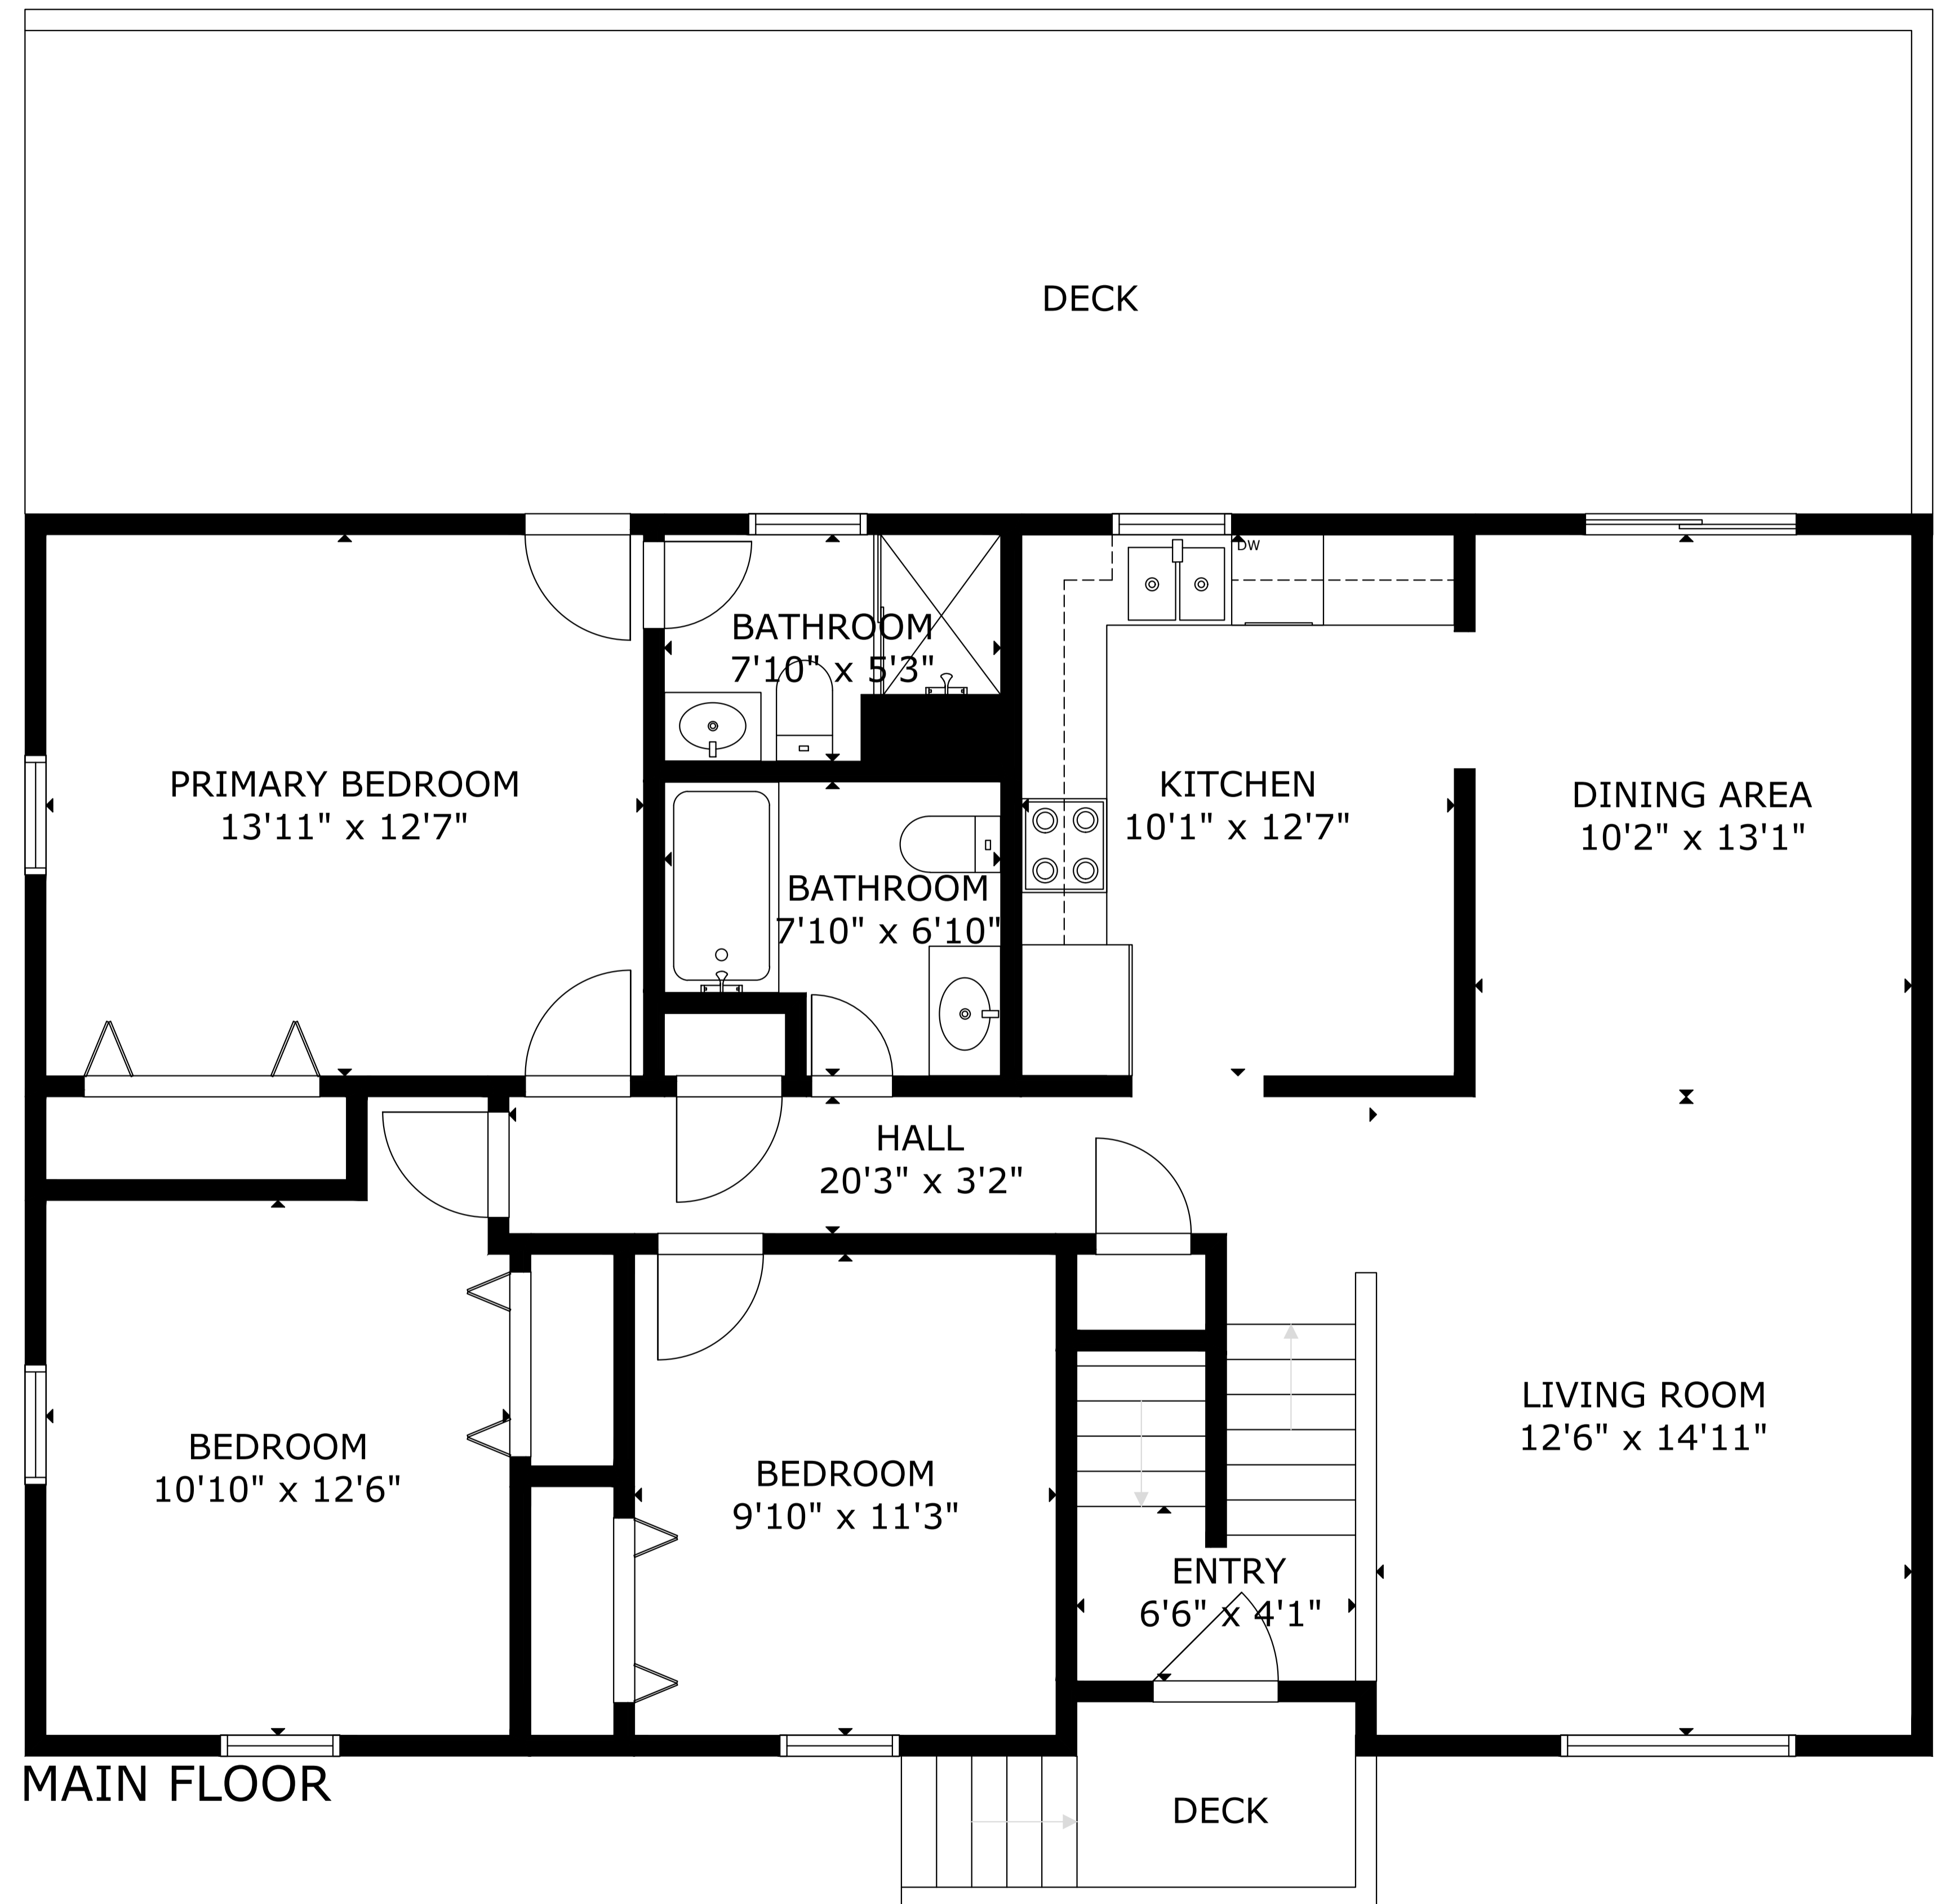 DECK
DW
BATHROOM
7'10" x 5'3"
PRIMARY BEDROOM
13'11" x 12'7"
KITCHEN
10'1" x 12'7"
DINING AREA
10'2" x 13'1"
BATHROOM
7'10" x 6'10"
HALL
20'3" x 3'2"
LIVING ROOM
12'6" x 14'11"
BEDROOM
10'10" x 12'6"
BEDROOM
9'10" x 11'3"
ENTRY
6'6" x 4'1"
MAIN FLOOR
DECK